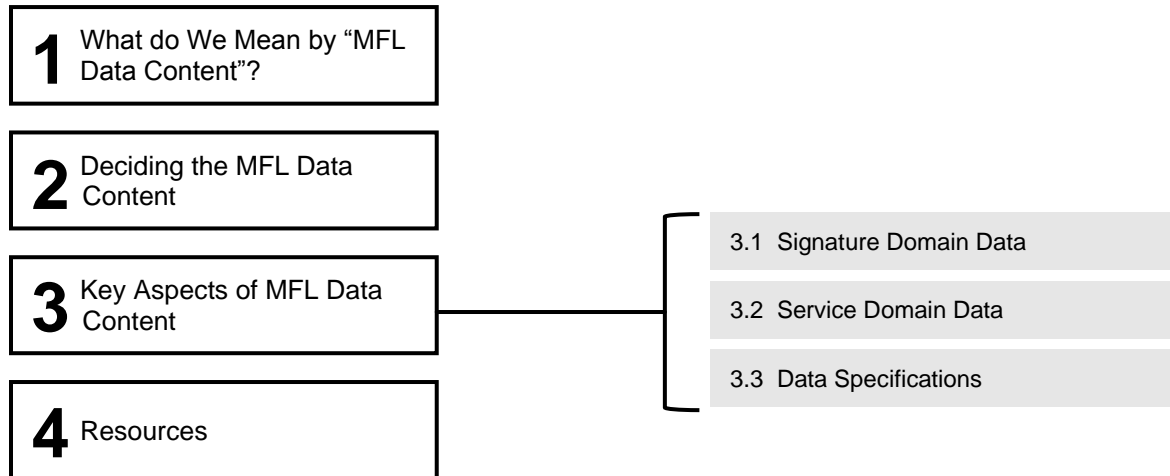 1 What do We Mean by “MFL
Data Content”?
2 Deciding the MFL Data
Content
3 Key Aspects of MFL Data
Content
3.1 Signature Domain Data
3.2 Service Domain Data
3.3 Data Specifications
4 Resources